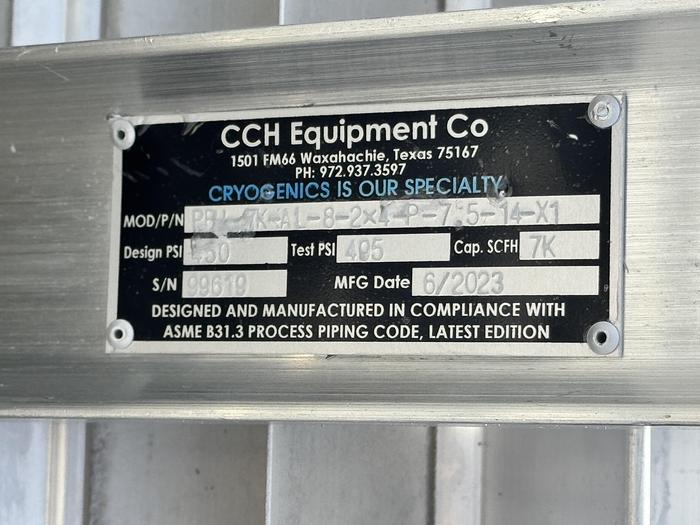 CCH Equipment Co
1501 FM66 Waxahachie, Texas 75167
PH: 972.937.3597
CRYOGENICS IS OUR SPECIALTY
MOD/P/N 7K-AL-8-2x4-P-7.5-14-X1
Design PSI 450 Test PSI 495 Cap. SCFH 7K
S/N 99619 MFG Date 6/2023
DESIGNED AND MANUFACTURED IN COMPLIANCE WITH
ASME B31.3 PROCESS PIPING CODE, LATEST EDITION